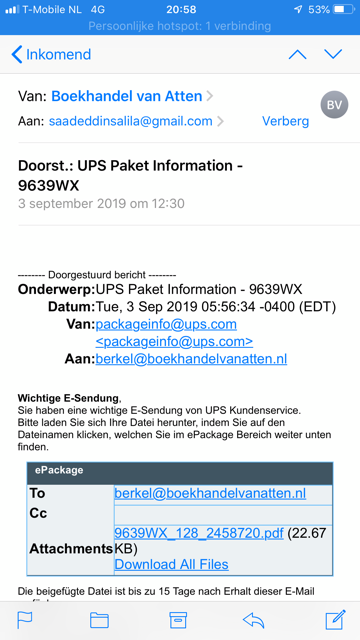 T-Mobile NL 4G 20:58 53%
Persoonlijke hotspot: 1 verbinding
Inkomend
Van: Boekhandel van Atten
BV
Aan: saadeddinsalila@gmail.com Verberg
Doorst.: UPS Paket Information -
9639WX
3 september 2019 om 12:30
-------- Doorgestuurd bericht --------
Onderwerp:UPS Paket Information - 9639WX
Datum:Tue, 3 Sep 2019 05:56:34 -0400 (EDT)
Van:packageinfo@ups.com
<packageinfo@ups.com>
Aan:berkel@boekhandelvanatten.nl
Wichtige E-Sendung,
Sie haben eine wichtige E-Sendung von UPS Kundenservice.
Bitte laden Sie sich Ihre Datei herunter, indem Sie auf den
Dateinamen klicken, welchen Sie im ePackage Bereich weiter unten
finden.
ePackage
To berkel@boekhandelvanatten.nl
Cc
Attachments 9639WX_128_2458720.pdf (22.67
KB)
Download All Files
Die beigefügte Datei ist bis zu 15 Tage nach Erhalt dieser E-Mail